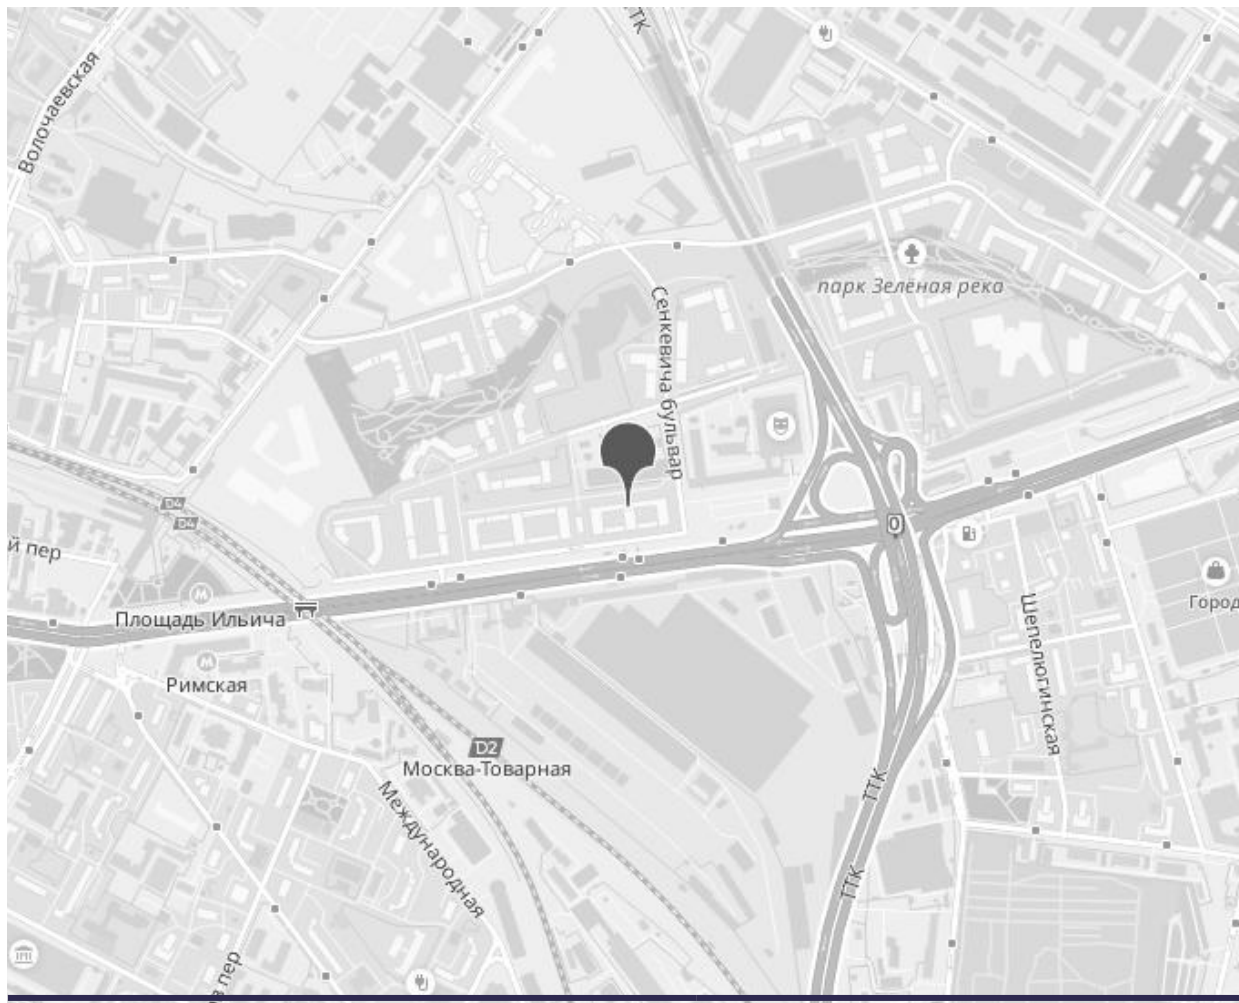 ТТК
Волочаевская
парк Зелёная река
Сенкевича бульвар
D4
D4
0
й пер
Площадь Ильича
М
М
Римская
Город
Шепелюгинская
D2
Москва-Товарная
Международная
ТТК
ТТК
в пер